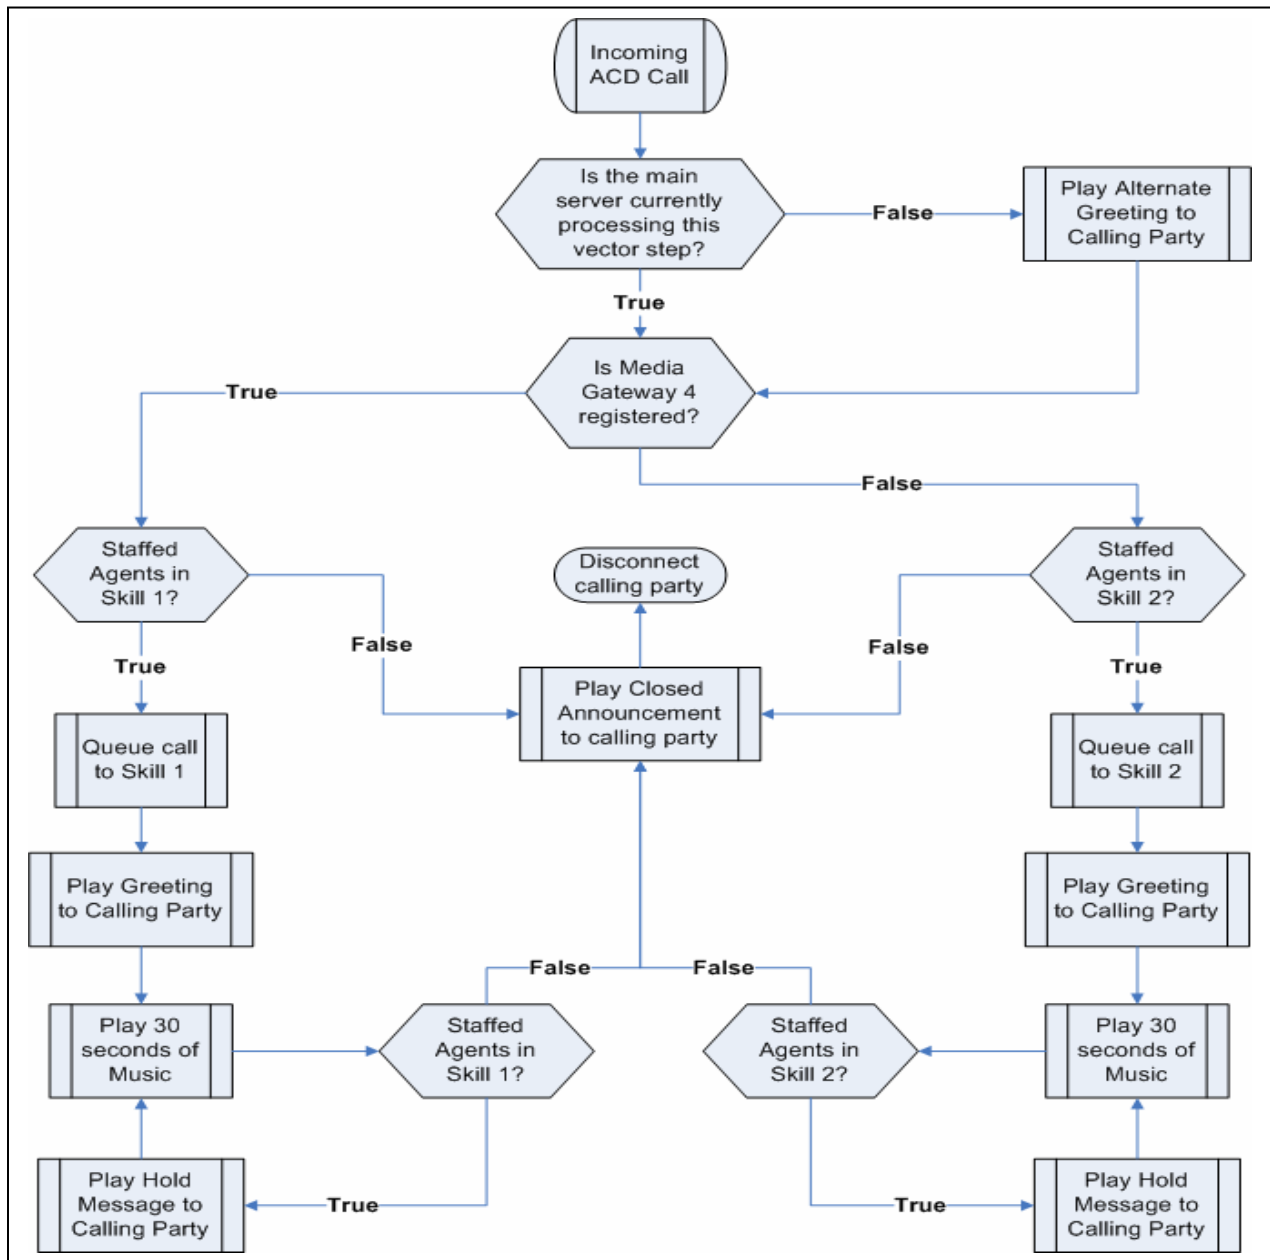 Incoming
ACD Call
Is the main
server currently
processing this
vector step?
False
Play Alternate
Greeting to
Calling Party
True
Is Media
Gateway 4
registered?
True
False
Staffed
Agents in
Skill 1?
Disconnect
calling party
Staffed
Agents in
Skill 2?
False
False
True
True
Play Closed
Announcement
to calling party
Queue call
to Skill 1
Queue call
to Skill 2
Play Greeting
to Calling Party
Play Greeting
to Calling Party
False
False
Play 30
seconds of
Music
Staffed
Agents in
Skill 1?
Staffed
Agents in
Skill 2?
Play 30
seconds of
Music
Play Hold
Message to
Calling Party
True
True
Play Hold
Message to
Calling Party